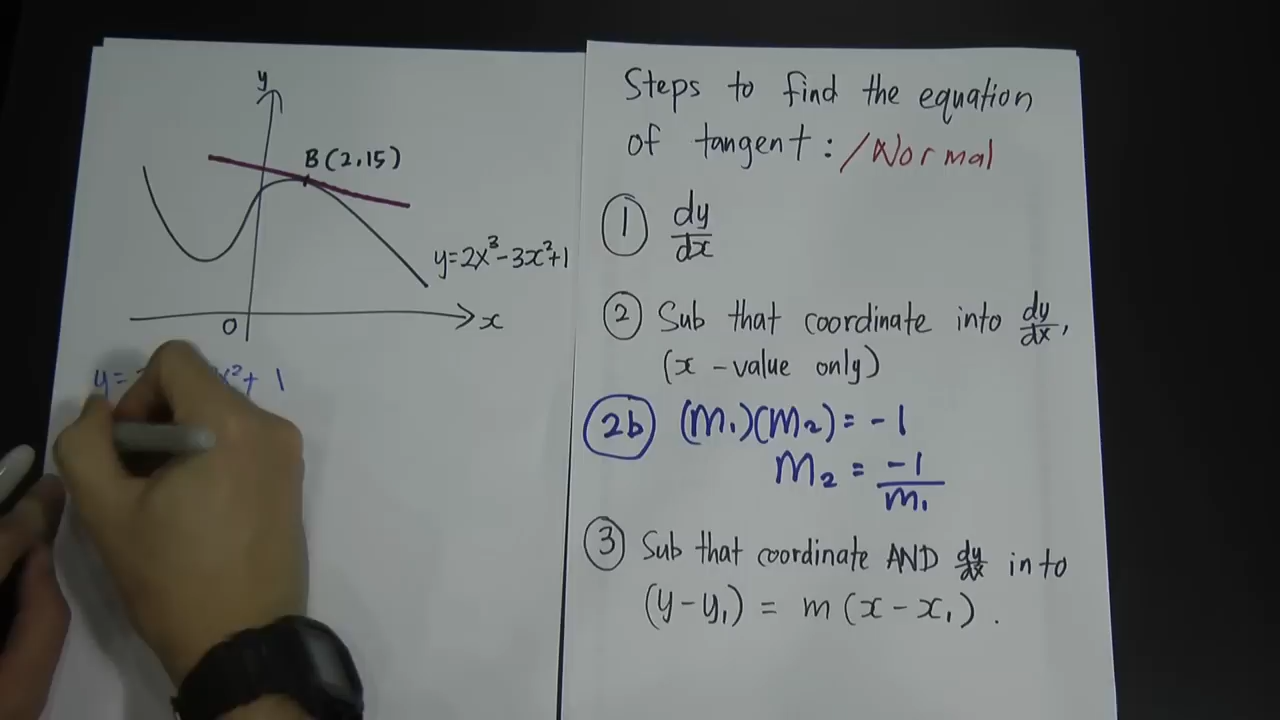 y
B(2,15)
y=2x³-3x²+1
0
x
y=
x²+ 1
Steps to find the equation
of tangent: /Normal
① dy/dx
② Sub that coordinate into dy/dx,
(x-value only)
2b (m₁)(m₂) = -1
m₂ = -1/m₁
③ Sub that coordinate AND dy/dx into
(y-y₁) = m(x-x₁).